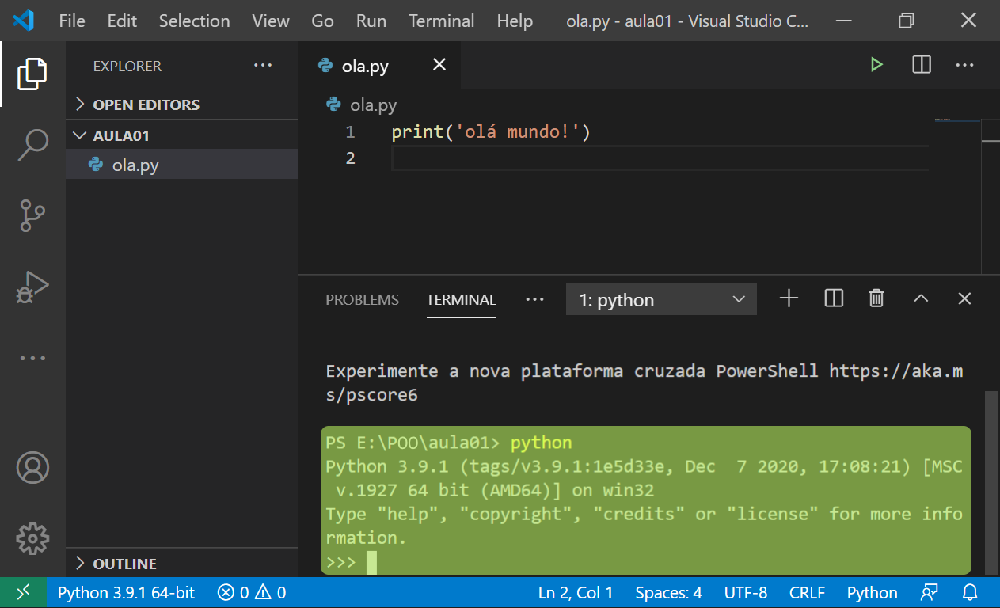 File Edit Selection View Go Run Terminal Help ola.py - aula01 - Visual Studio C...
EXPLORER
OPEN EDITORS
AULA01
ola.py
OUTLINE
ola.py
ola.py
1 print('olá mundo!')
2
PROBLEMS TERMINAL 1: python
Experimente a nova plataforma cruzada PowerShell https://aka.m
s/pscore6
PS E:\POO\aula01> python
Python 3.9.1 (tags/v3.9.1:1e5d33e, Dec  7 2020, 17:08:21) [MSC
 v.1927 64 bit (AMD64)] on win32
Type "help", "copyright", "credits" or "license" for more info
rmation.
>>>
Python 3.9.1 64-bit 0 0 Ln 2, Col 1 Spaces: 4 UTF-8 CRLF Python